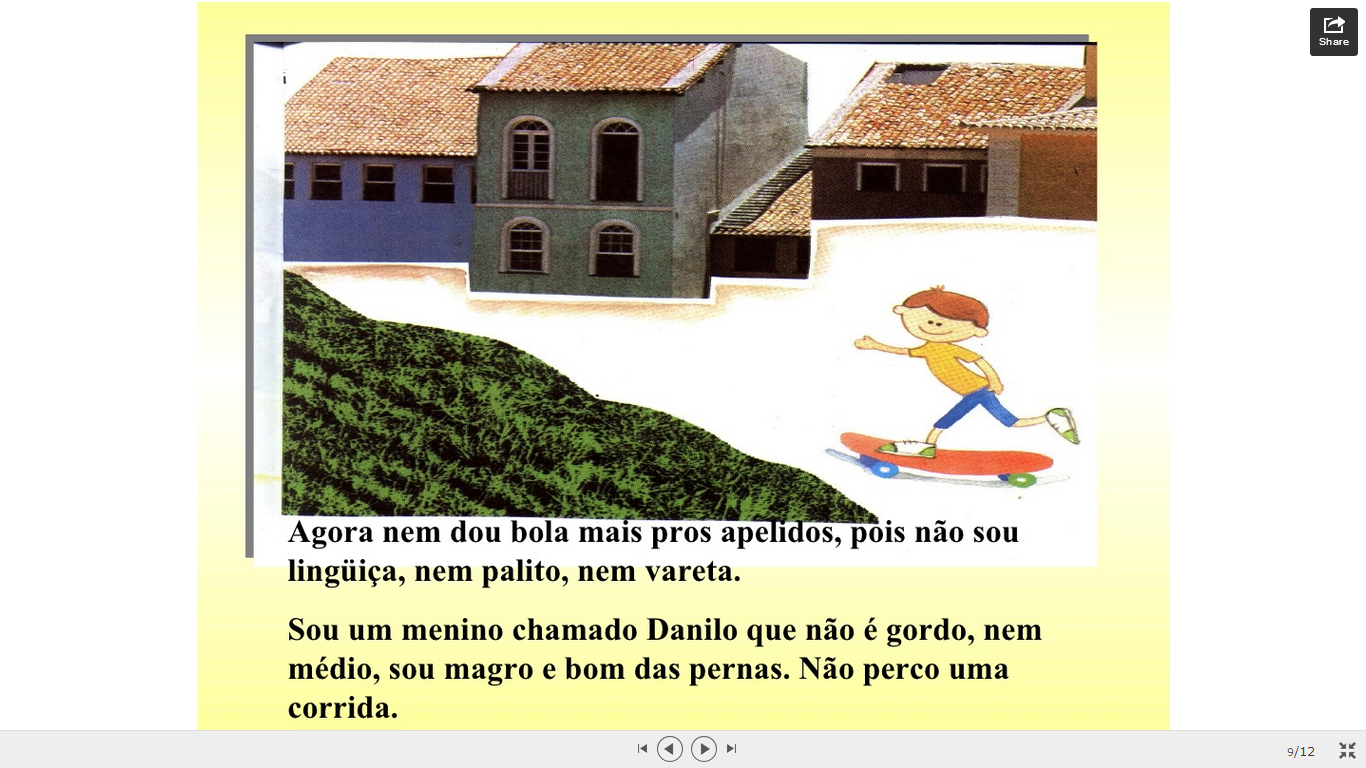 Share
Agora nem dou bola mais pros apelidos, pois não sou
lingüiça, nem palito, nem vareta.
Sou um menino chamado Danilo que não é gordo, nem
médio, sou magro e bom das pernas. Não perco uma
corrida.
9/12